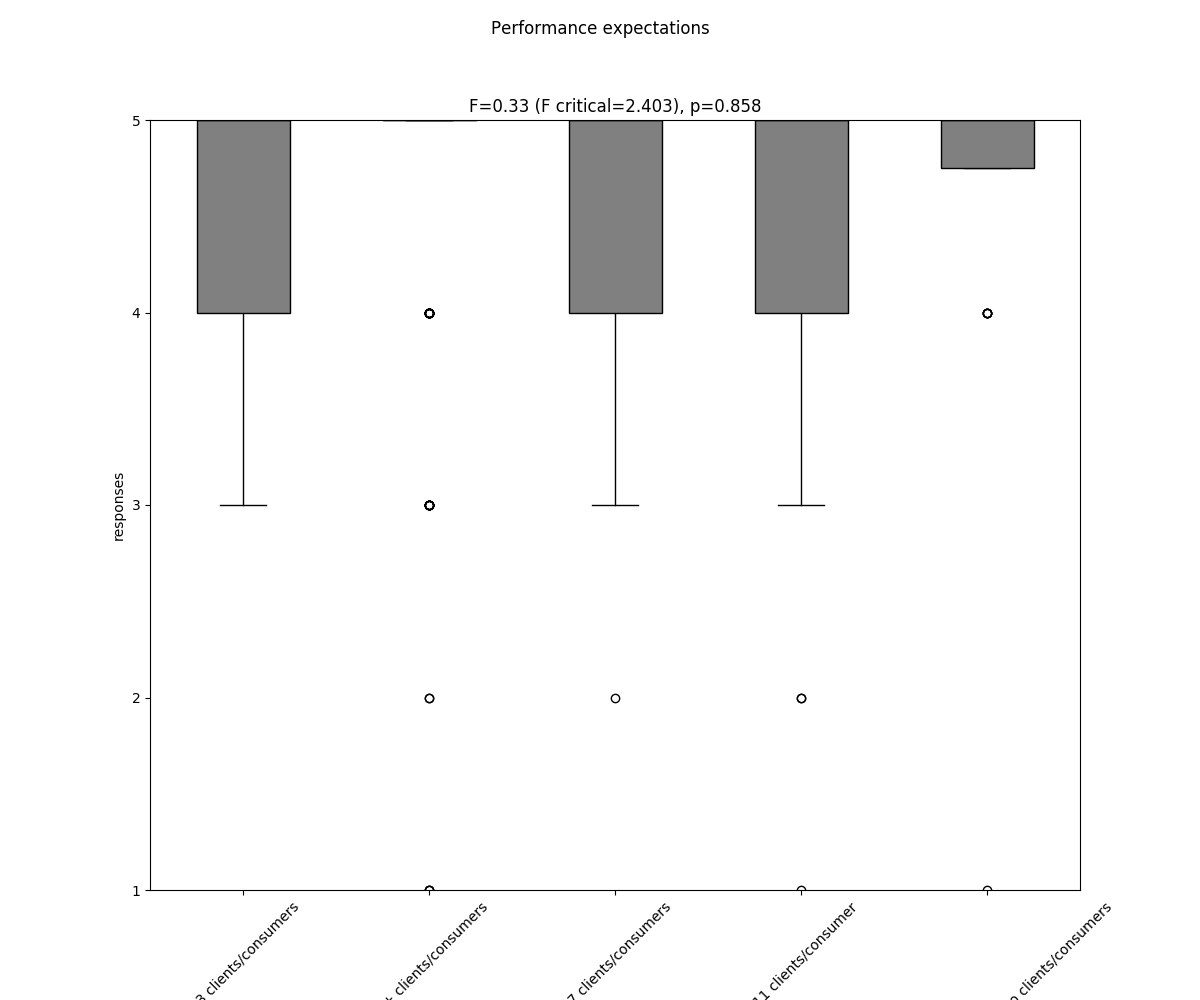 Performance expectations
F=0.33 (F critical=2.403), p=0.858
5
4
3
2
1
responses
3 clients/consumers
clients/consumers
7 clients/consumers
11 clients/consumer
clients/consumers